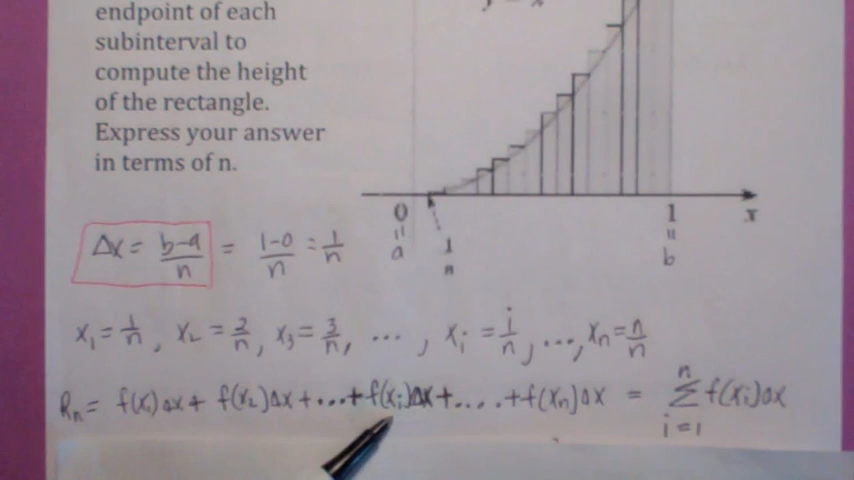 endpoint of each
subinterval to
compute the height
of the rectangle.
Express your answer
in terms of n.
0 1 x
= =
a 1/n b
Δx = b-a/n = 1-0/n = 1/n
x₁ = 1/n, x₂ = 2/n, x₃ = 3/n, ..., xᵢ = i/n, ..., xₙ = n/n
Rₙ = f(x₁)Δx + f(x₂)Δx + ... + f(xᵢ)Δx + .... + f(xₙ)Δx = Σⁿᵢ₌₁ f(xᵢ)Δx